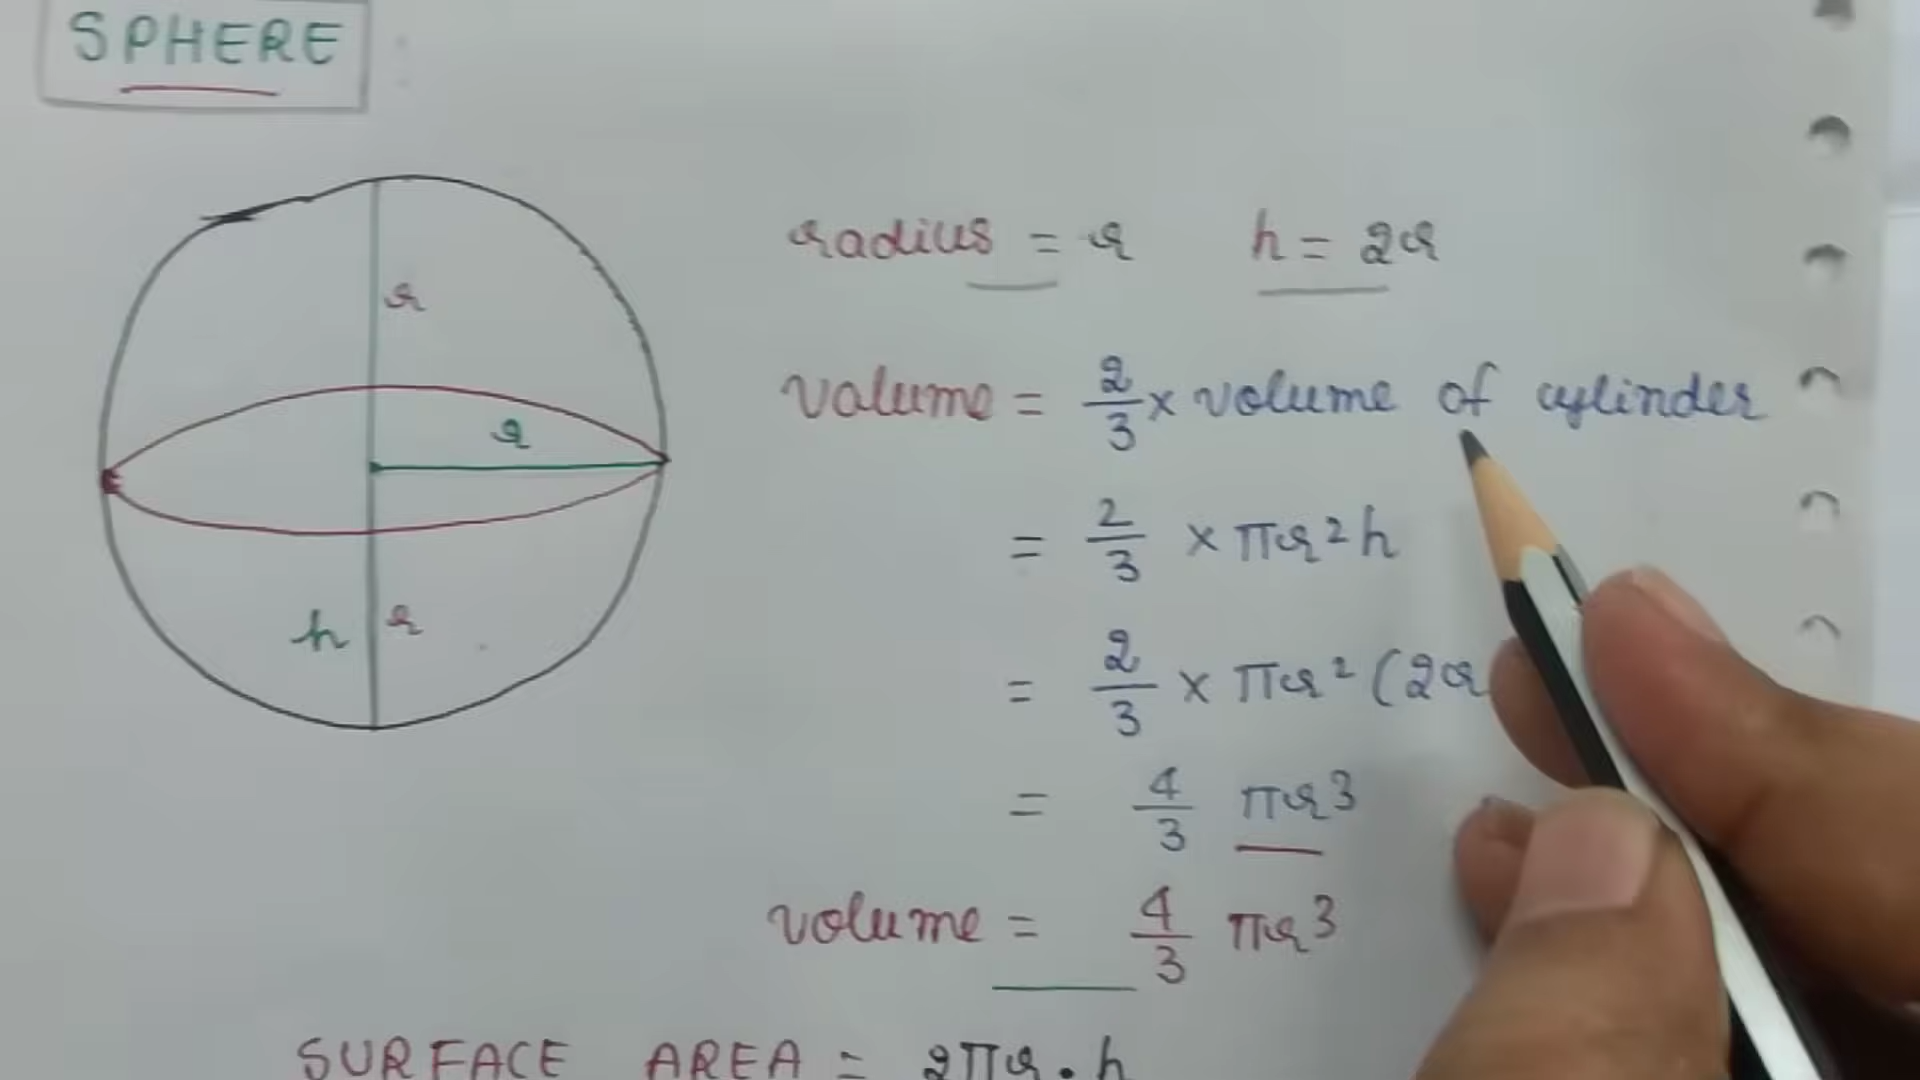 SPHERE :
r
r
h r
radius = r h = 2r
valume = 2/3 × volume of cylinder
= 2/3 × πr²h
= 2/3 × πr² (2r
= 4/3 πr³
volume = 4/3 πr³
SURFACE AREA = 2πr.h